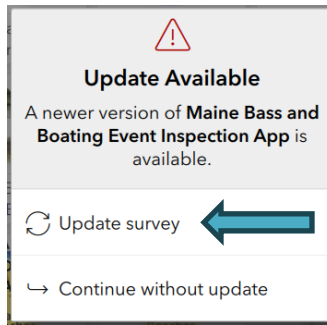 Update Available
A newer version of Maine Bass and
Boating Event Inspection App is
available.
Update survey
Continue without update